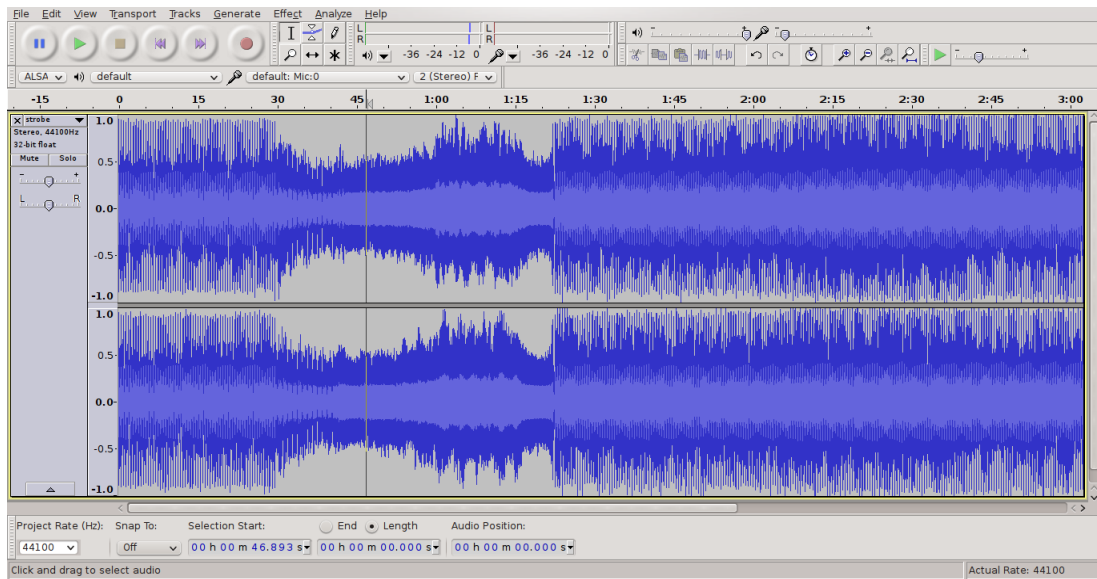 File Edit View Transport Tracks Generate Effect Analyze Help
L
R
L
R
-36 -24 -12 0 -36 -24 -12 0
- +
- +
- +
ALSA default default: Mic:0 2 (Stereo) F
-15 0 15 30 45 1:00 1:15 1:30 1:45 2:00 2:15 2:30 2:45 3:00
X strobe
Stereo, 44100Hz
32-bit float
Mute Solo
- +
L R
1.0
0.5-
0.0-
-0.5-
-1.0
1.0
0.5-
0.0-
-0.5-
-1.0
Project Rate (Hz): Snap To: Selection Start: End Length Audio Position:
44100 Off 00 h 00 m 46.893 s 00 h 00 m 00.000 s 00 h 00 m 00.000 s
Click and drag to select audio Actual Rate: 44100